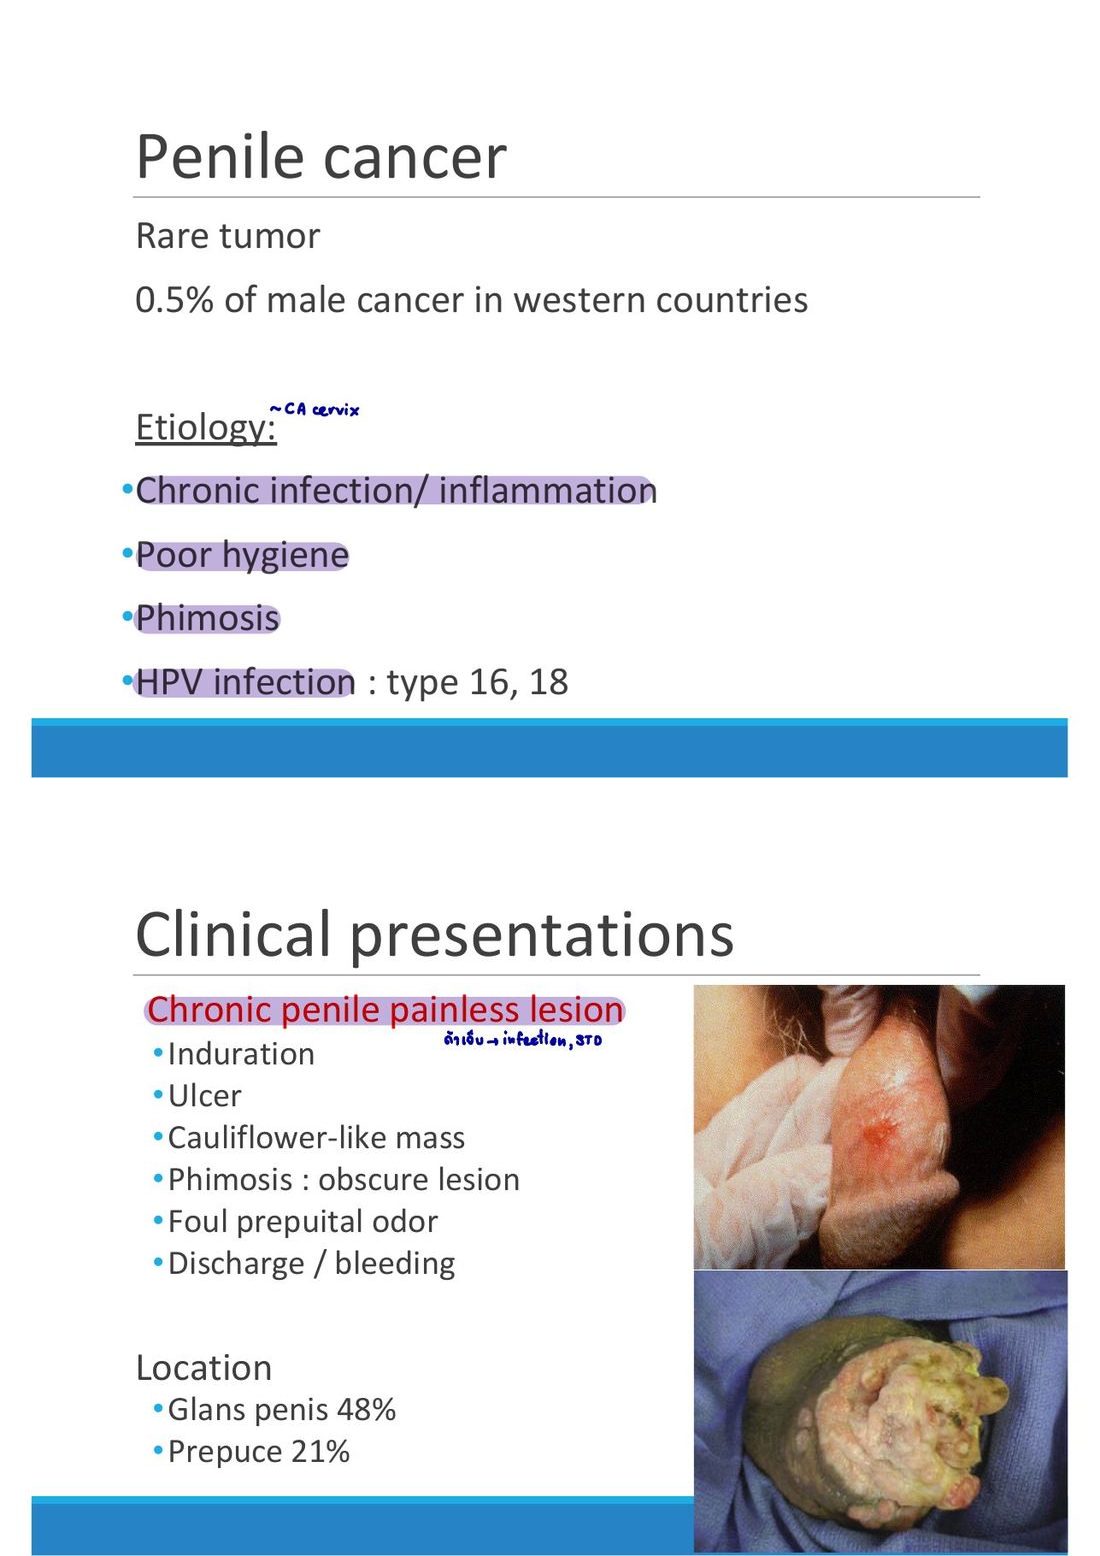 Penile cancer
Rare tumor
0.5% of male cancer in western countries
~ CA cervix
Etiology:
•Chronic infection/ inflammation
•Poor hygiene
•Phimosis
•HPV infection : type 16, 18
Clinical presentations
Chronic penile painless lesion
ถ้าเจ็บ → infection, STD
•Induration
•Ulcer
•Cauliflower-like mass
•Phimosis : obscure lesion
•Foul prepuital odor
•Discharge / bleeding
Location
•Glans penis 48%
•Prepuce 21%